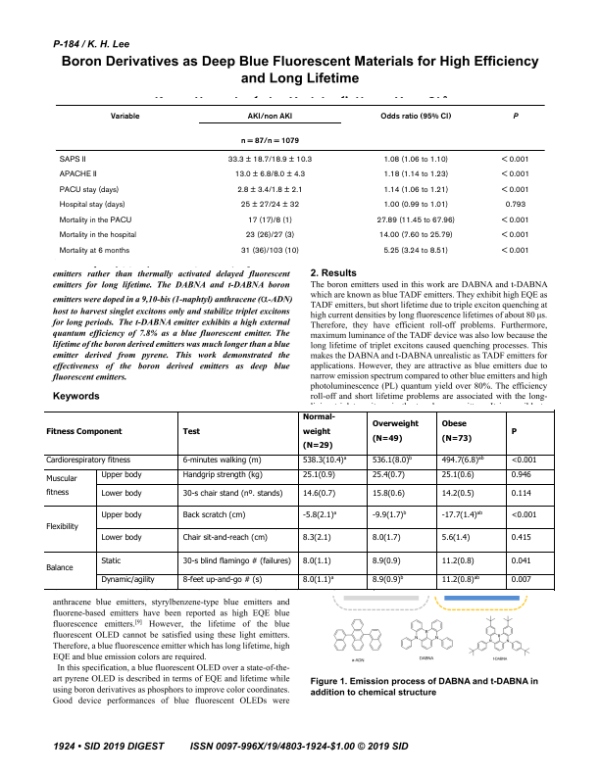 P-184 / K. H. Lee
Boron Derivatives as Deep Blue Fluorescent Materials for High Efficiency
and Long Lifetime
Variable AKI/non AKI Odds ratio (95% CI) P
n = 87/n = 1079
SAPS II 33.3 ± 18.7/18.9 ± 10.3 1.08 (1.06 to 1.10) < 0.001
APACHE II 13.0 ± 6.8/8.0 ± 4.3 1.18 (1.14 to 1.23) < 0.001
PACU stay (days) 2.8 ± 3.4/1.8 ± 2.1 1.14 (1.06 to 1.21) < 0.001
Hospital stay (days) 25 ± 27/24 ± 32 1.00 (0.99 to 1.01) 0.793
Mortality in the PACU 17 (17)/8 (1) 27.89 (11.45 to 67.96) < 0.001
Mortality in the hospital 23 (26)/27 (3) 14.00 (7.60 to 25.79) < 0.001
Mortality at 6 months 31 (36)/103 (10) 5.25 (3.24 to 8.51) < 0.001
emitters rather than thermally activated delayed fluorescent
emitters for long lifetime. The DABNA and t-DABNA boron
emitters were doped in a 9,10-bis (1-naphtyl) anthracene (α-ADN)
host to harvest singlet excitons only and stabilize triplet excitons
for long periods. The t-DABNA emitter exhibits a high external
quantum efficiency of 7.8% as a blue fluorescent emitter. The
lifetime of the boron derived emitters was much longer than a blue
emitter derived from pyrene. This work demonstrated the
effectiveness of the boron derived emitters as deep blue
fluorescent emitters.
Keywords
2. Results
The boron emitters used in this work are DABNA and t-DABNA
which are known as blue TADF emitters. They exhibit high EQE as
TADF emitters, but short lifetime due to triplet exciton quenching at
high current densities by long fluorescence lifetimes of about 80 μs.
Therefore, they have efficient roll-off problems. Furthermore,
maximum luminance of the TADF device was also low because the
long lifetime of triplet excitons caused quenching processes. This
makes the DABNA and t-DABNA unrealistic as TADF emitters for
applications. However, they are attractive as blue emitters due to
narrow emission spectrum compared to other blue emitters and high
photoluminescence (PL) quantum yield over 80%. The efficiency
roll-off and short lifetime problems are associated with the long-
Fitness Component Test Normal-weight (N=29) Overweight (N=49) Obese (N=73) P
Cardiorespiratory fitness 6-minutes walking (m) 538.3(10.4)ᵃ 536.1(8.0)ᵇ 494.7(6.8)ᵃᵇ <0.001
Muscular fitness Upper body Handgrip strength (kg) 25.1(0.9) 25.4(0.7) 25.1(0.6) 0.946
Lower body 30-s chair stand (nº. stands) 14.6(0.7) 15.8(0.6) 14.2(0.5) 0.114
Flexibility Upper body Back scratch (cm) -5.8(2.1)ᵃ -9.9(1.7)ᵇ -17.7(1.4)ᵃᵇ <0.001
Lower body Chair sit-and-reach (cm) 8.3(2.1) 8.0(1.7) 5.6(1.4) 0.415
Balance Static 30-s blind flamingo # (failures) 8.0(1.1) 8.9(0.9) 11.2(0.8) 0.041
Dynamic/agility 8-feet up-and-go # (s) 8.0(1.1)ᵃ 8.9(0.9)ᵇ 11.2(0.8)ᵃᵇ 0.007
anthracene blue emitters, styrylbenzene-type blue emitters and
fluorene-based emitters have been reported as high EQE blue
fluorescence emitters.[9] However, the lifetime of the blue
fluorescent OLED cannot be satisfied using these light emitters.
Therefore, a blue fluorescence emitter which has long lifetime, high
EQE and blue emission colors are required.
In this specification, a blue fluorescent OLED over a state-of-the-
art pyrene OLED is described in terms of EQE and lifetime while
using boron derivatives as phosphors to improve color coordinates.
Good device performances of blue fluorescent OLEDs were
α-ADN DABNA t-DABNA
Figure 1. Emission process of DABNA and t-DABNA in
addition to chemical structure
1924 • SID 2019 DIGEST ISSN 0097-996X/19/4803-1924-$1.00 © 2019 SID